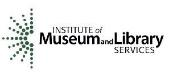 INSTITUTE of
Museum and Library
SERVICES